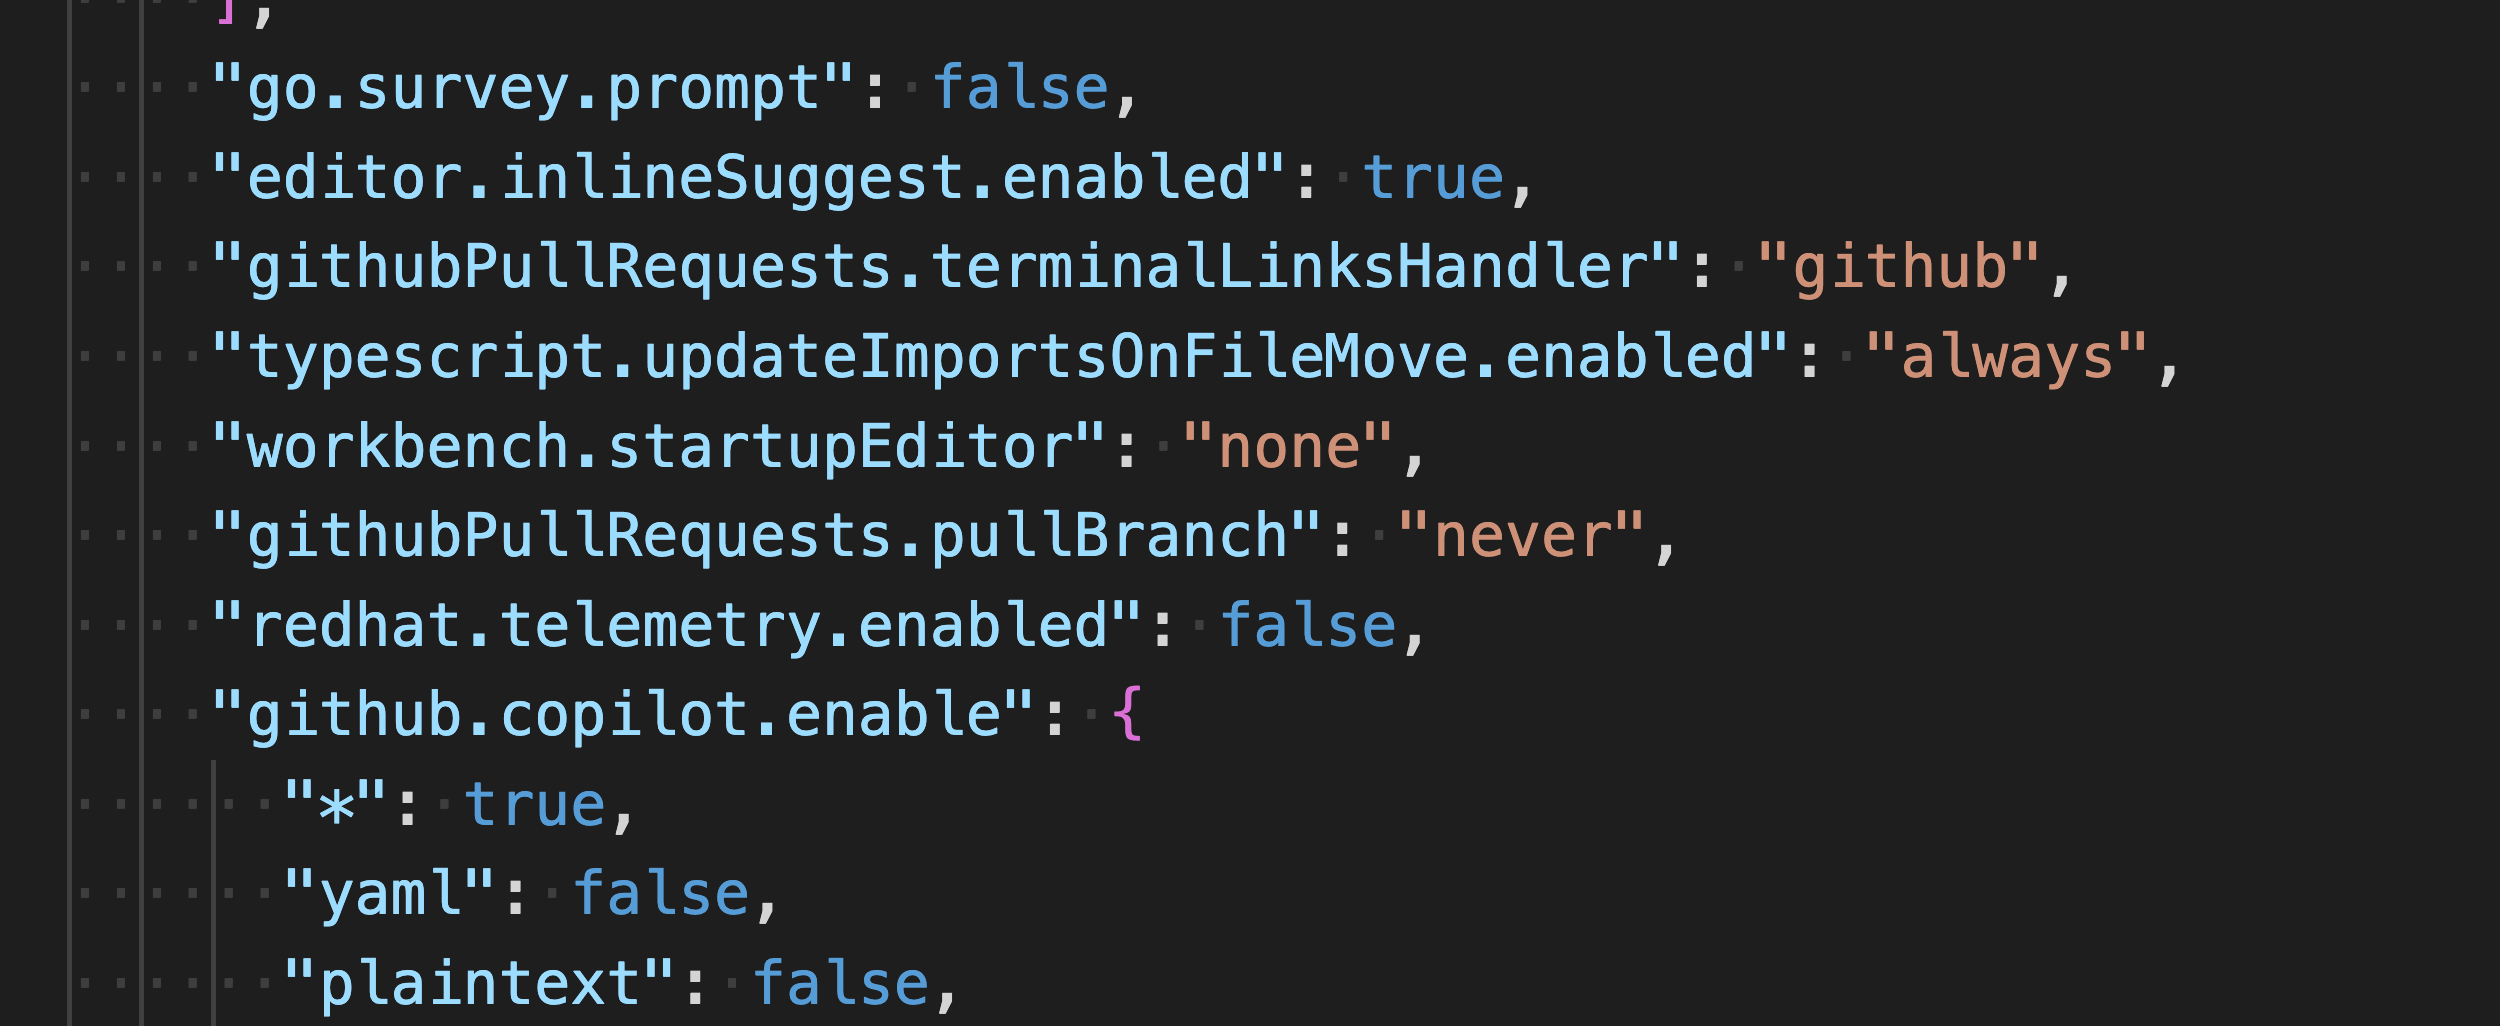 ],
"go.survey.prompt": false,
"editor.inlineSuggest.enabled": true,
"githubPullRequests.terminalLinksHandler": "github",
"typescript.updateImportsOnFileMove.enabled": "always",
"workbench.startupEditor": "none",
"githubPullRequests.pullBranch": "never",
"redhat.telemetry.enabled": false,
"github.copilot.enable": {
"*": true,
"yaml": false,
"plaintext": false,